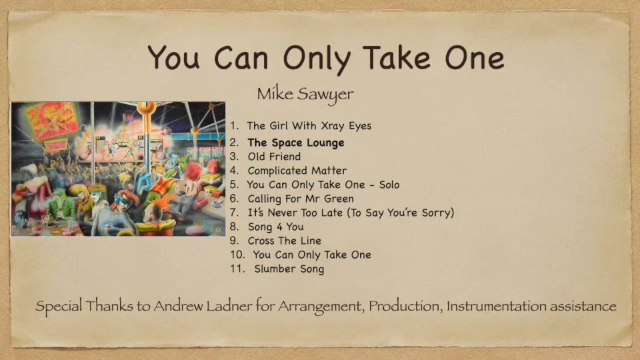 You Can Only Take One
Mike Sawyer
1. The Girl With Xray Eyes
2. The Space Lounge
3. Old Friend
4. Complicated Matter
5. You Can Only Take One - Solo
6. Calling For Mr Green
7. It's Never Too Late (To Say You're Sorry)
8. Song 4 You
9. Cross The Line
10. You Can Only Take One
11. Slumber Song
Special Thanks to Andrew Ladner for Arrangement, Production, Instrumentation assistance